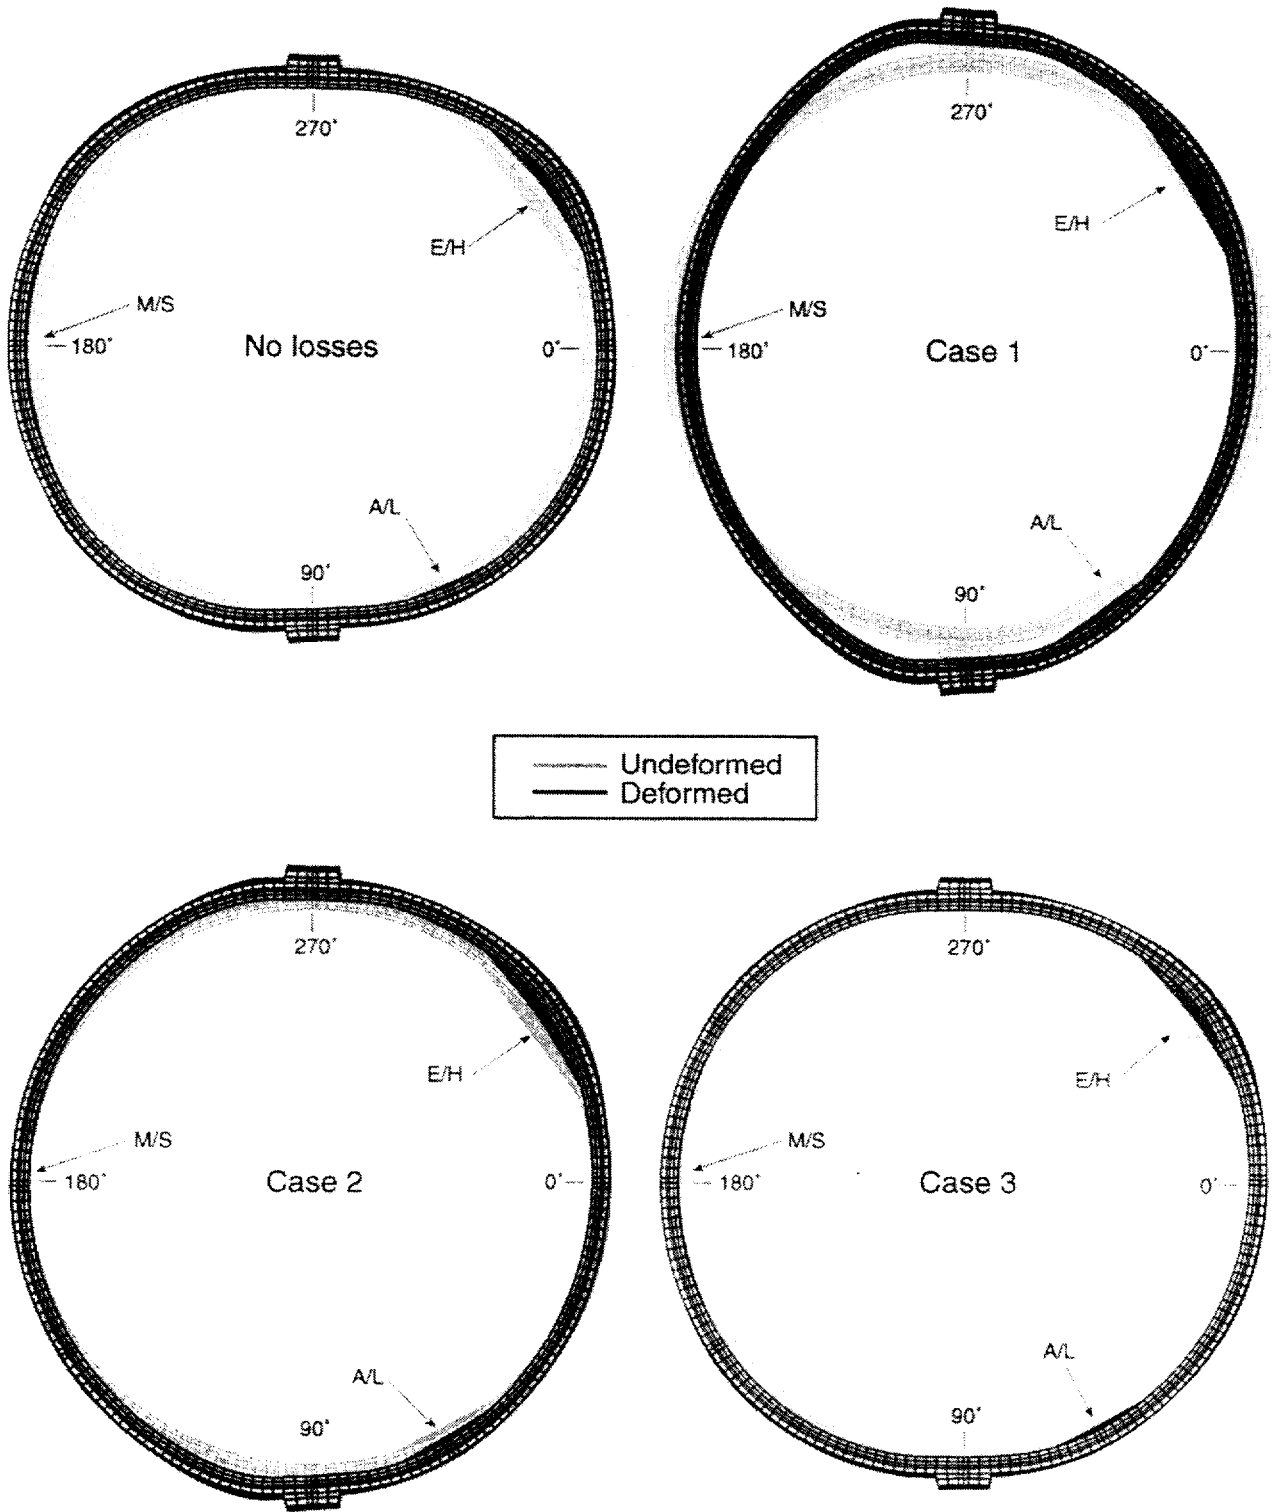 270°
E/H
M/S
180°
No losses
0°
A/L
90°
270°
E/H
M/S
180°
Case 1
0°
A/L
90°
Undeformed
Deformed
270°
E/H
M/S
180°
Case 2
0°
A/L
90°
270°
E/H
M/S
180°
Case 3
0°
A/L
90°